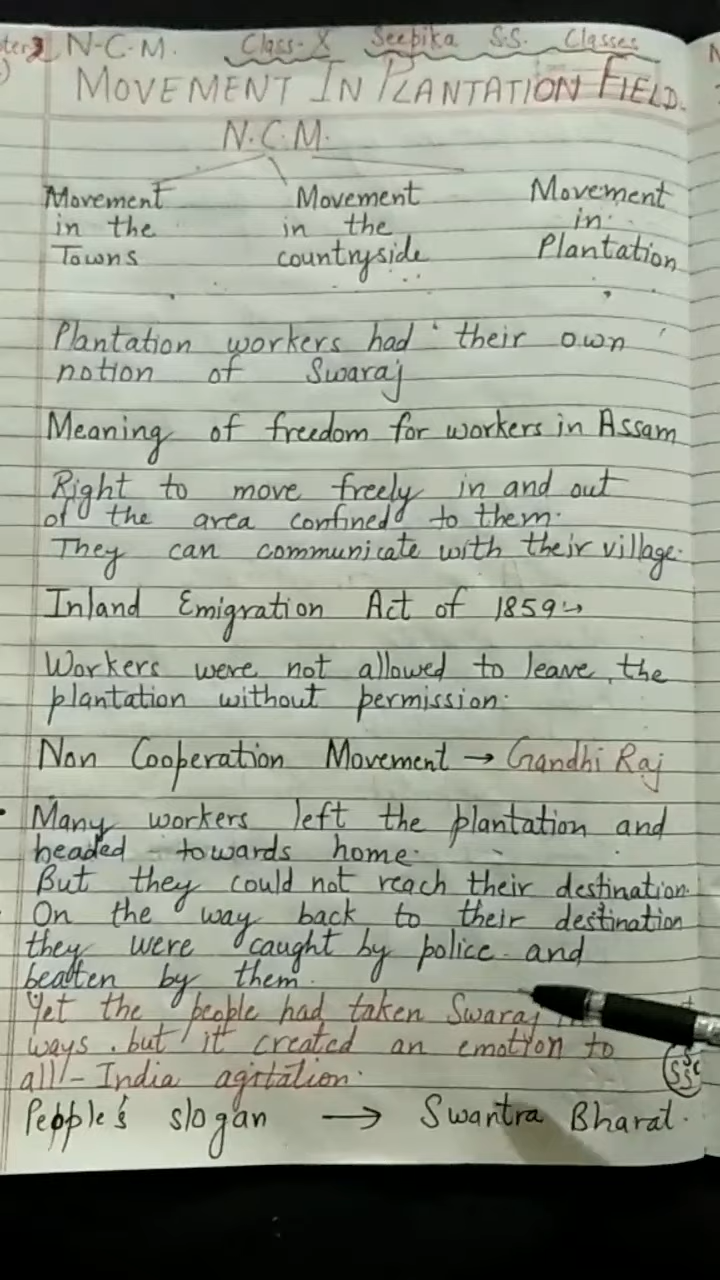 N.C.M. Class-X Seepika S.S. Classes
MOVEMENT IN PLANTATION FIELD.
N.C.M.
Movement in the Towns
Movement in the countryside
Movement in Plantation
Plantation workers had their own
notion of Swaraj
Meaning of freedom for workers in Assam
Right to move freely in and out
of the area confined to them.
They can communicate with their village.
Inland Emigration Act of 1859↪
Workers were not allowed to leave the
plantation without permission.
Non Cooperation Movement → Gandhi Raj
• Many workers left the plantation and
headed towards home.
But they could not reach their destination.
On the way back to their destination
they were caught by police and
beatten by them.
Yet the people had taken Swaraj
ways. but it created an emotion to
all - India agitation.
SSC
People's slogan → Swantra Bharat.